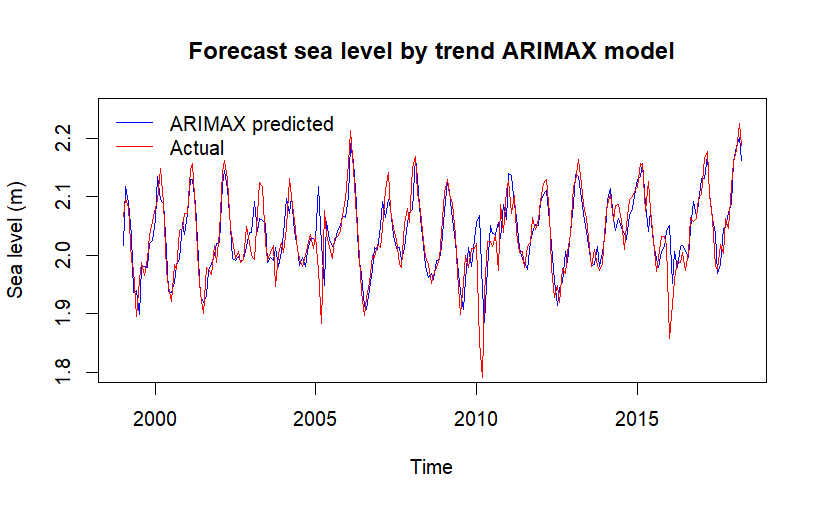 Forecast sea level by trend ARIMAX model
ARIMAX predicted
Actual
Sea level (m)
2.2
2.1
2.0
1.9
1.8
2000 2005 2010 2015
Time